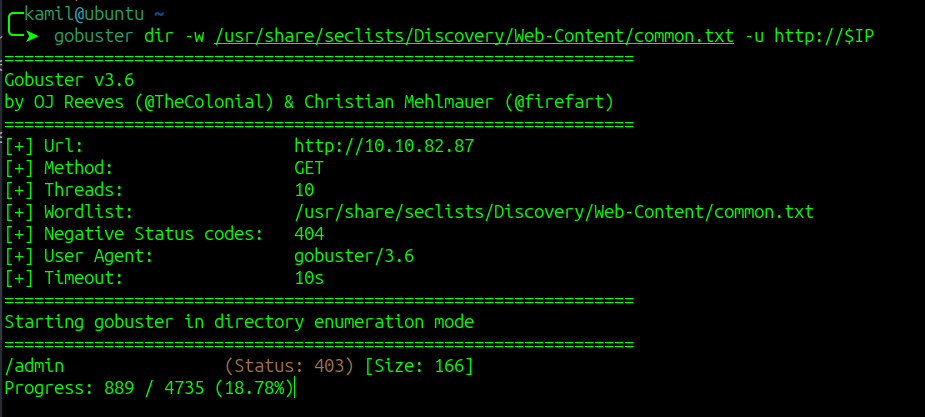 kamil@ubuntu ~
➤ gobuster dir -w /usr/share/seclists/Discovery/Web-Content/common.txt -u http://$IP
===============================================================
Gobuster v3.6
by OJ Reeves (@TheColonial) & Christian Mehlmauer (@firefart)
===============================================================
[+] Url:                     http://10.10.82.87
[+] Method:                  GET
[+] Threads:                 10
[+] Wordlist:                /usr/share/seclists/Discovery/Web-Content/common.txt
[+] Negative Status codes:   404
[+] User Agent:              gobuster/3.6
[+] Timeout:                 10s
===============================================================
Starting gobuster in directory enumeration mode
===============================================================
/admin                (Status: 403) [Size: 166]
Progress: 889 / 4735 (18.78%)